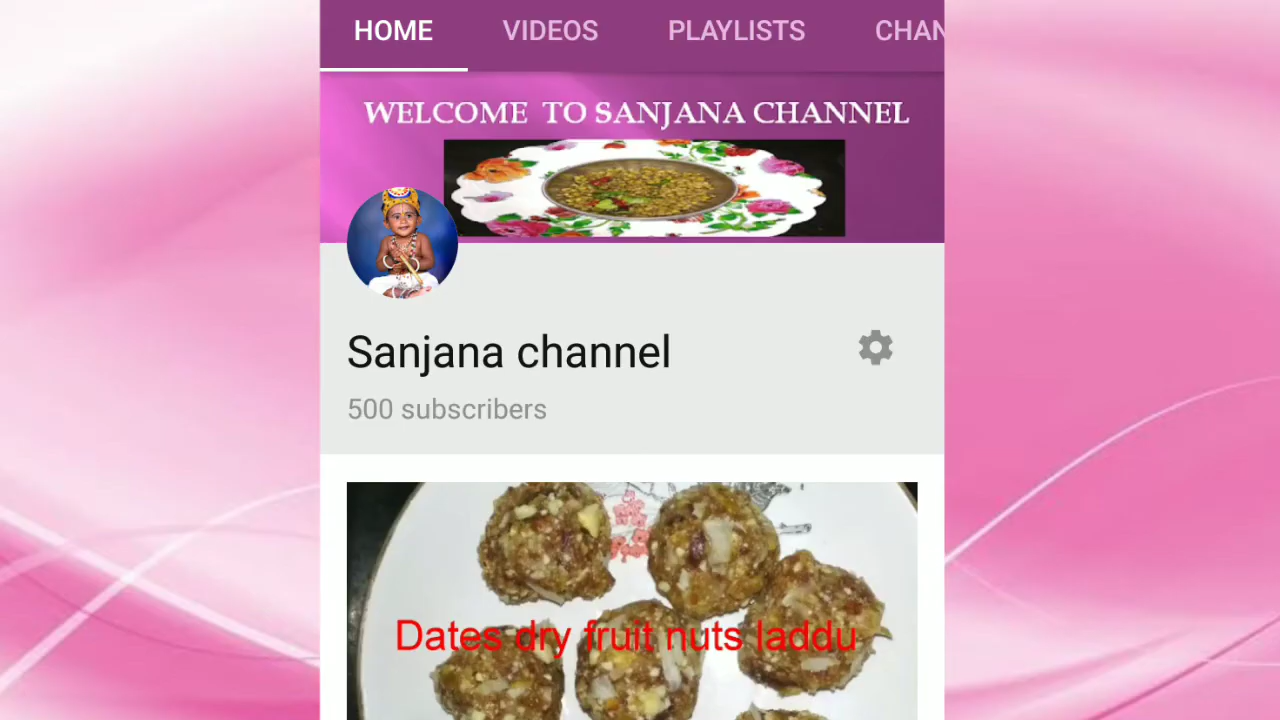 HOME VIDEOS PLAYLISTS CHAN
WELCOME TO SANJANA CHANNEL
Sanjana channel
500 subscribers
Dates dry fruit nuts laddu